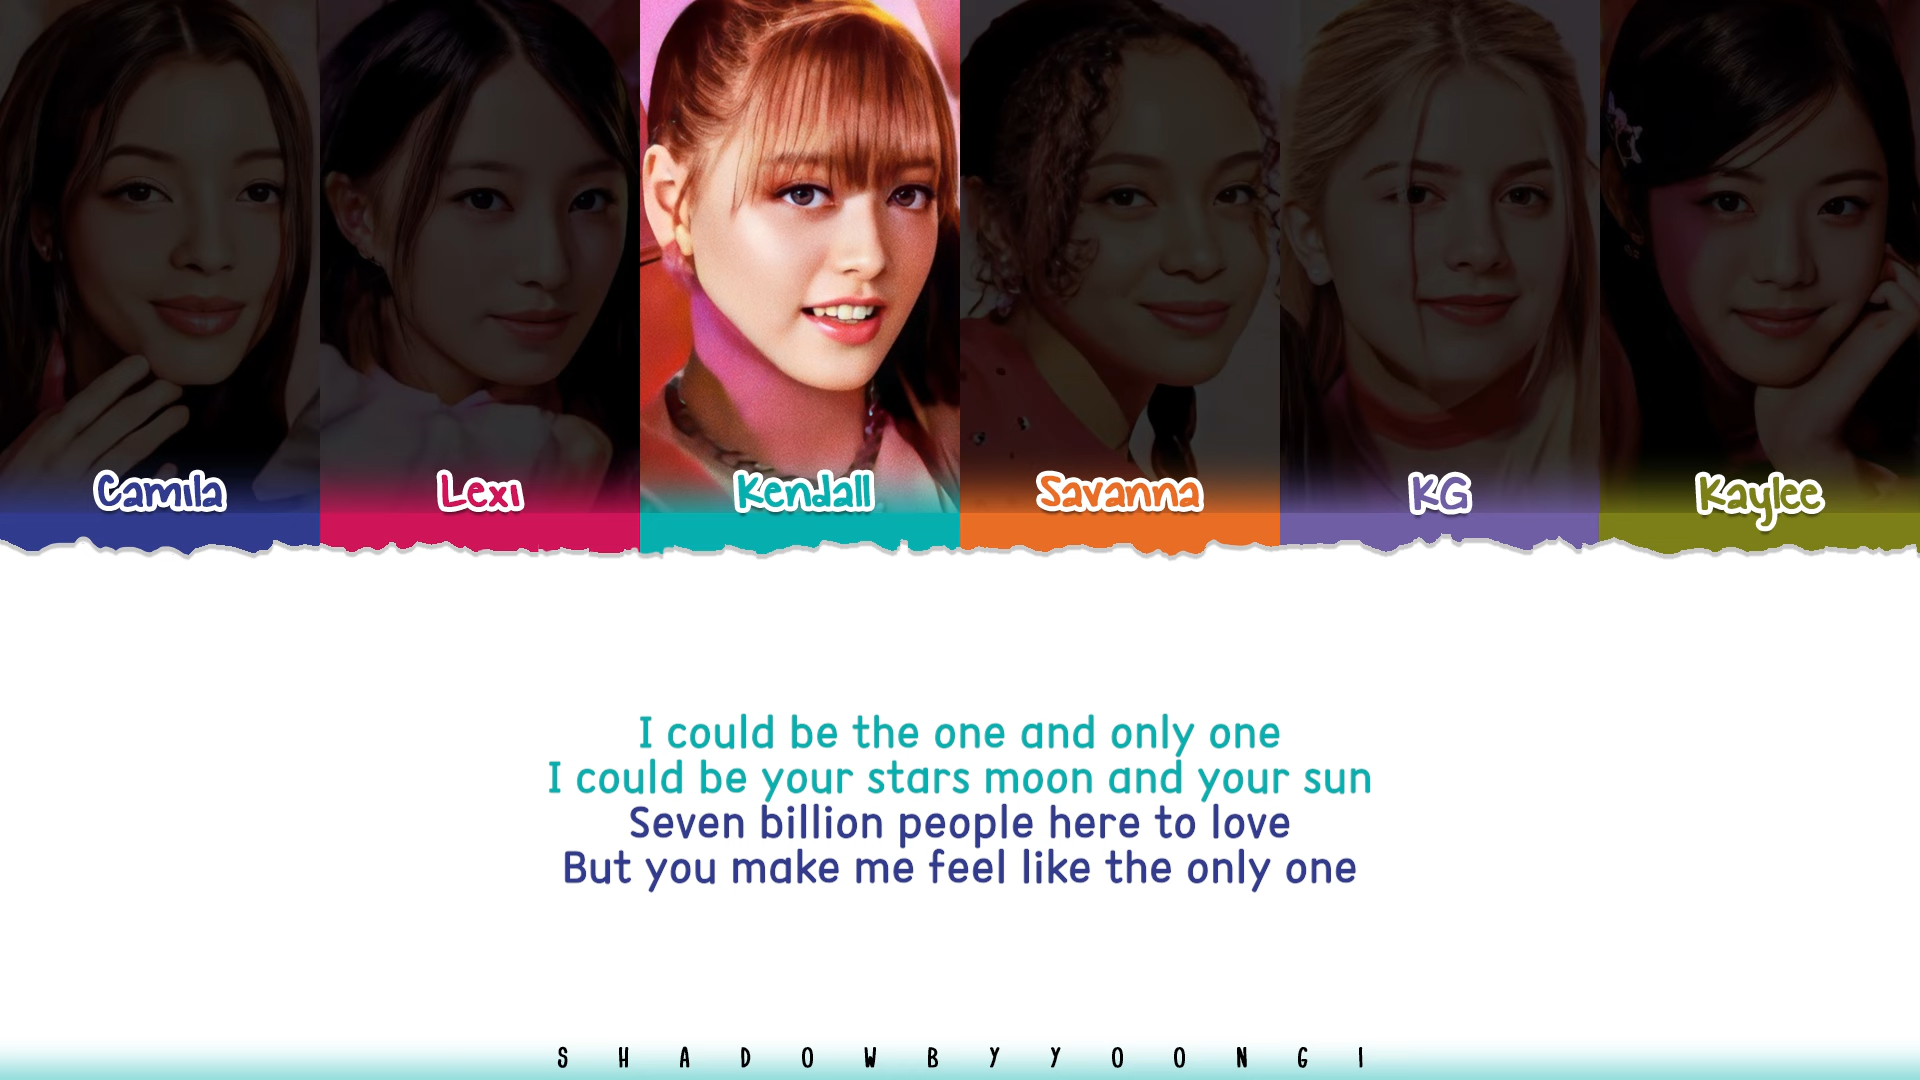 Camila
Lexi
Kendall
Savanna
KG
Kaylee
I could be the one and only one
I could be your stars moon and your sun
Seven billion people here to love
But you make me feel like the only one
SHADOWBYYOONGI